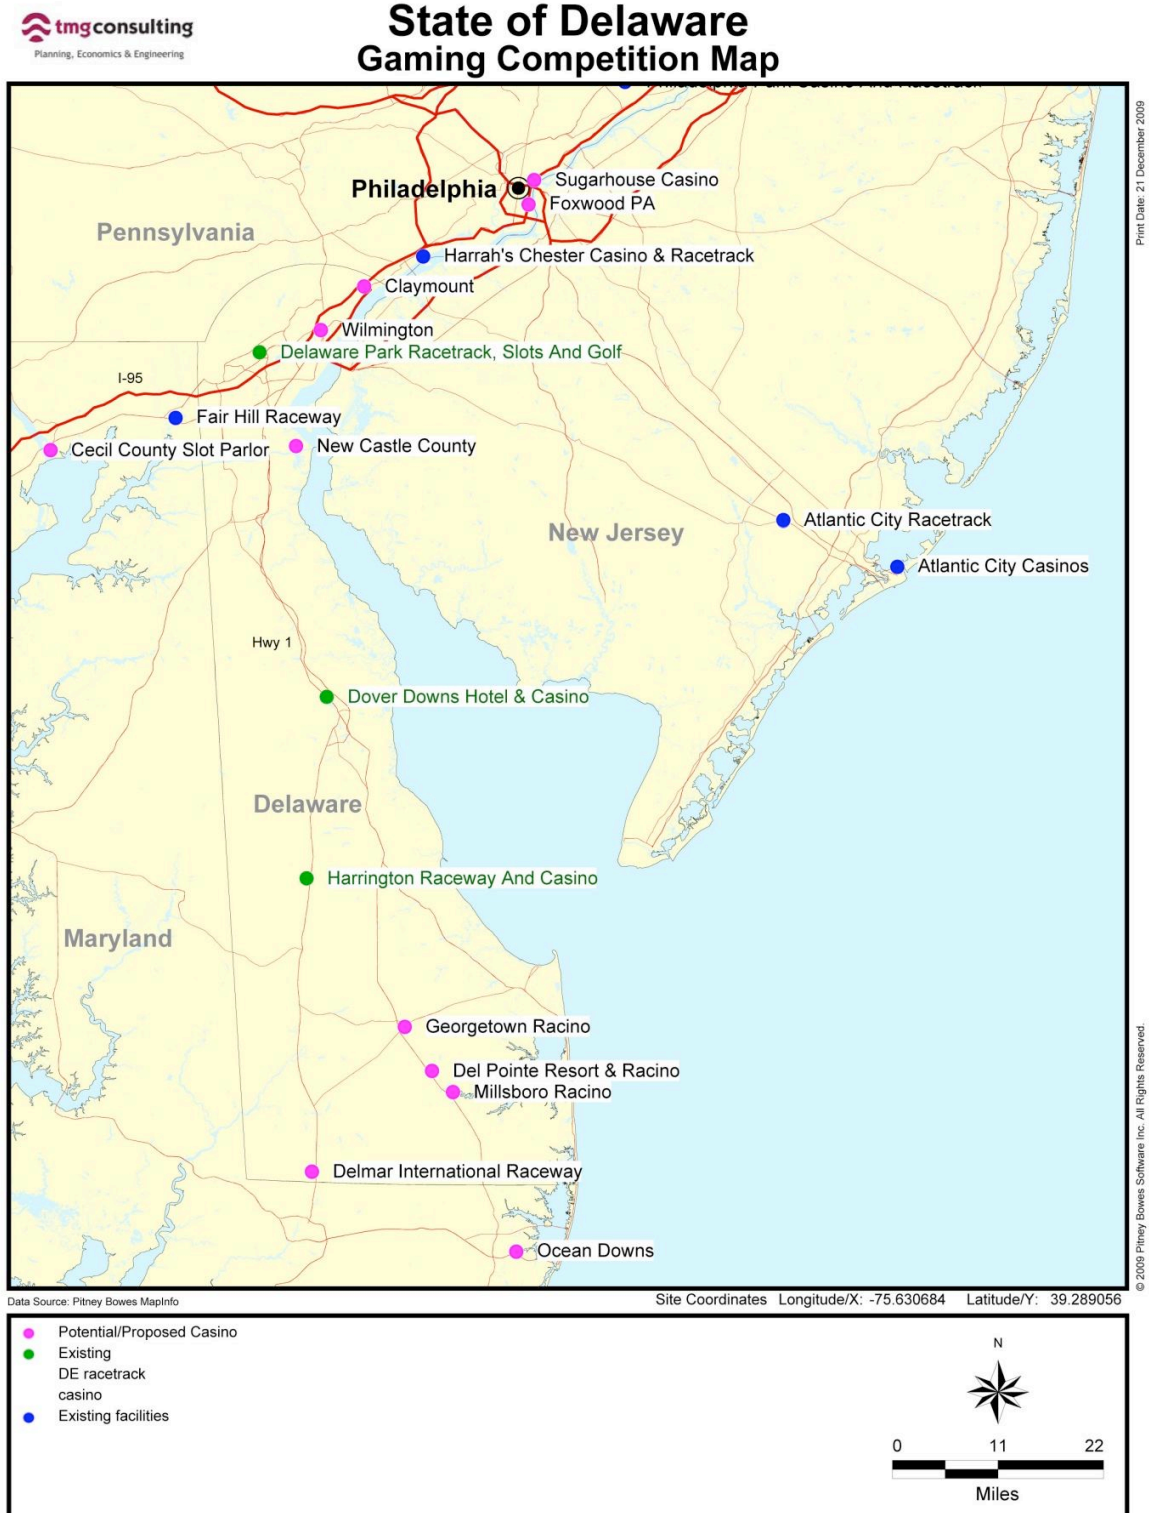 tmgconsulting
Planning, Economics & Engineering
State of Delaware
Gaming Competition Map
Print Date: 21 December 2009
Philadelphia Park Casino And Racetrack
Sugarhouse Casino
Philadelphia
Foxwood PA
Pennsylvania
Harrah's Chester Casino & Racetrack
Claymount
Wilmington
Delaware Park Racetrack, Slots And Golf
I-95
Fair Hill Raceway
Cecil County Slot Parlor
New Castle County
Atlantic City Racetrack
New Jersey
Atlantic City Casinos
Hwy 1
Dover Downs Hotel & Casino
Delaware
Harrington Raceway And Casino
Maryland
Georgetown Racino
Del Pointe Resort & Racino
Millsboro Racino
Delmar International Raceway
Ocean Downs
© 2009 Pitney Bowes Software Inc. All Rights Reserved.
Data Source: Pitney Bowes MapInfo
Site Coordinates Longitude/X: -75.630684 Latitude/Y: 39.289056
Potential/Proposed Casino
Existing
DE racetrack
casino
Existing facilities
N
0 11 22
Miles